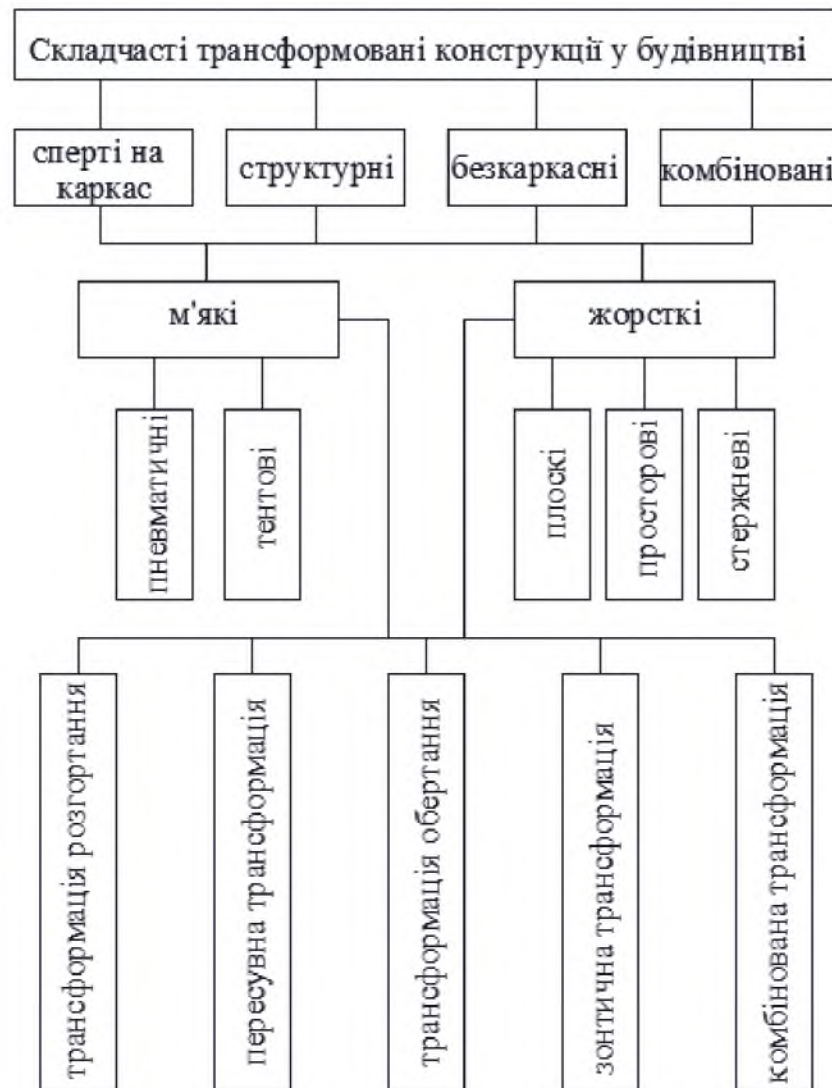 Складчасті трансформовані конструкції у будівництві
сперті на
каркас
структурні
безкаркасні
комбіновані
м'які
жорсткі
пневматичні
тентові
плоскі
просторові
стержневі
трансформація розгортання
пересувна трансформація
трансформація обертання
зонтична трансформація
комбінована трансформація